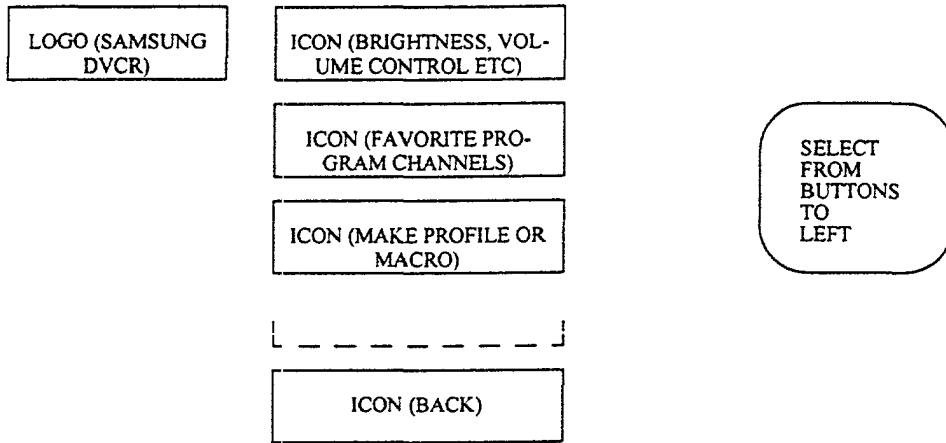 LOGO (SAMSUNG
DVCR)
ICON (BRIGHTNESS, VOL-
UME CONTROL ETC)
ICON (FAVORITE PRO-
GRAM CHANNELS)
ICON (MAKE PROFILE OR
MACRO)
ICON (BACK)
SELECT
FROM
BUTTONS
TO
LEFT